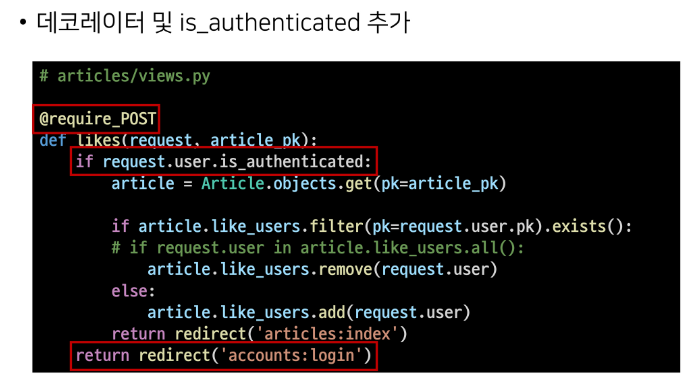 • 데코레이터 및 is_authenticated 추가
# articles/views.py
@require_POST
def likes(request, article_pk):
if request.user.is_authenticated:
article = Article.objects.get(pk=article_pk)
if article.like_users.filter(pk=request.user.pk).exists():
# if request.user in article.like_users.all():
article.like_users.remove(request.user)
else:
article.like_users.add(request.user)
return redirect('articles:index')
return redirect('accounts:login')